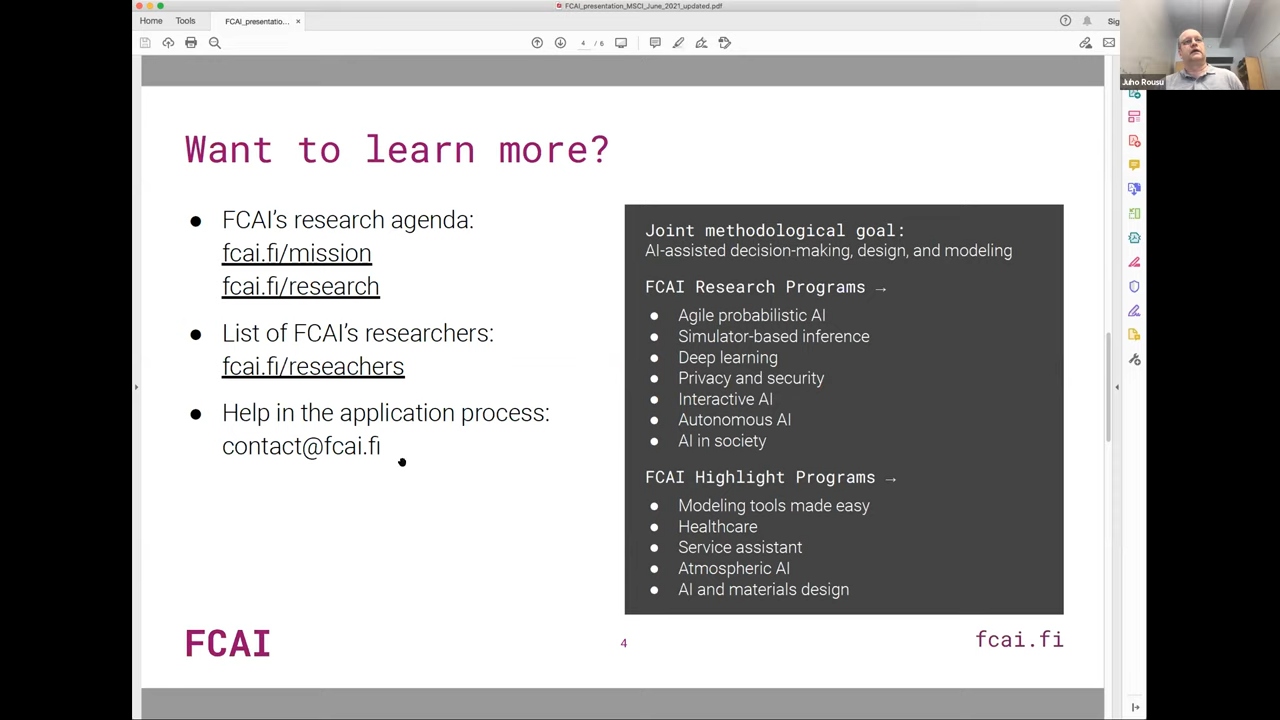 FCAI_presentation_MSCI_June_2021_updated.pdf
Home Tools FCAI_presentatio... ×
4 / 6
Juho Rousu
Want to learn more?
● FCAI's research agenda:
fcai.fi/mission
fcai.fi/research
● List of FCAI's researchers:
fcai.fi/reseachers
● Help in the application process:
contact@fcai.fi
Joint methodological goal:
AI-assisted decision-making, design, and modeling
FCAI Research Programs →
● Agile probabilistic AI
● Simulator-based inference
● Deep learning
● Privacy and security
● Interactive AI
● Autonomous AI
● AI in society
FCAI Highlight Programs →
● Modeling tools made easy
● Healthcare
● Service assistant
● Atmospheric AI
● AI and materials design
FCAI
4
fcai.fi